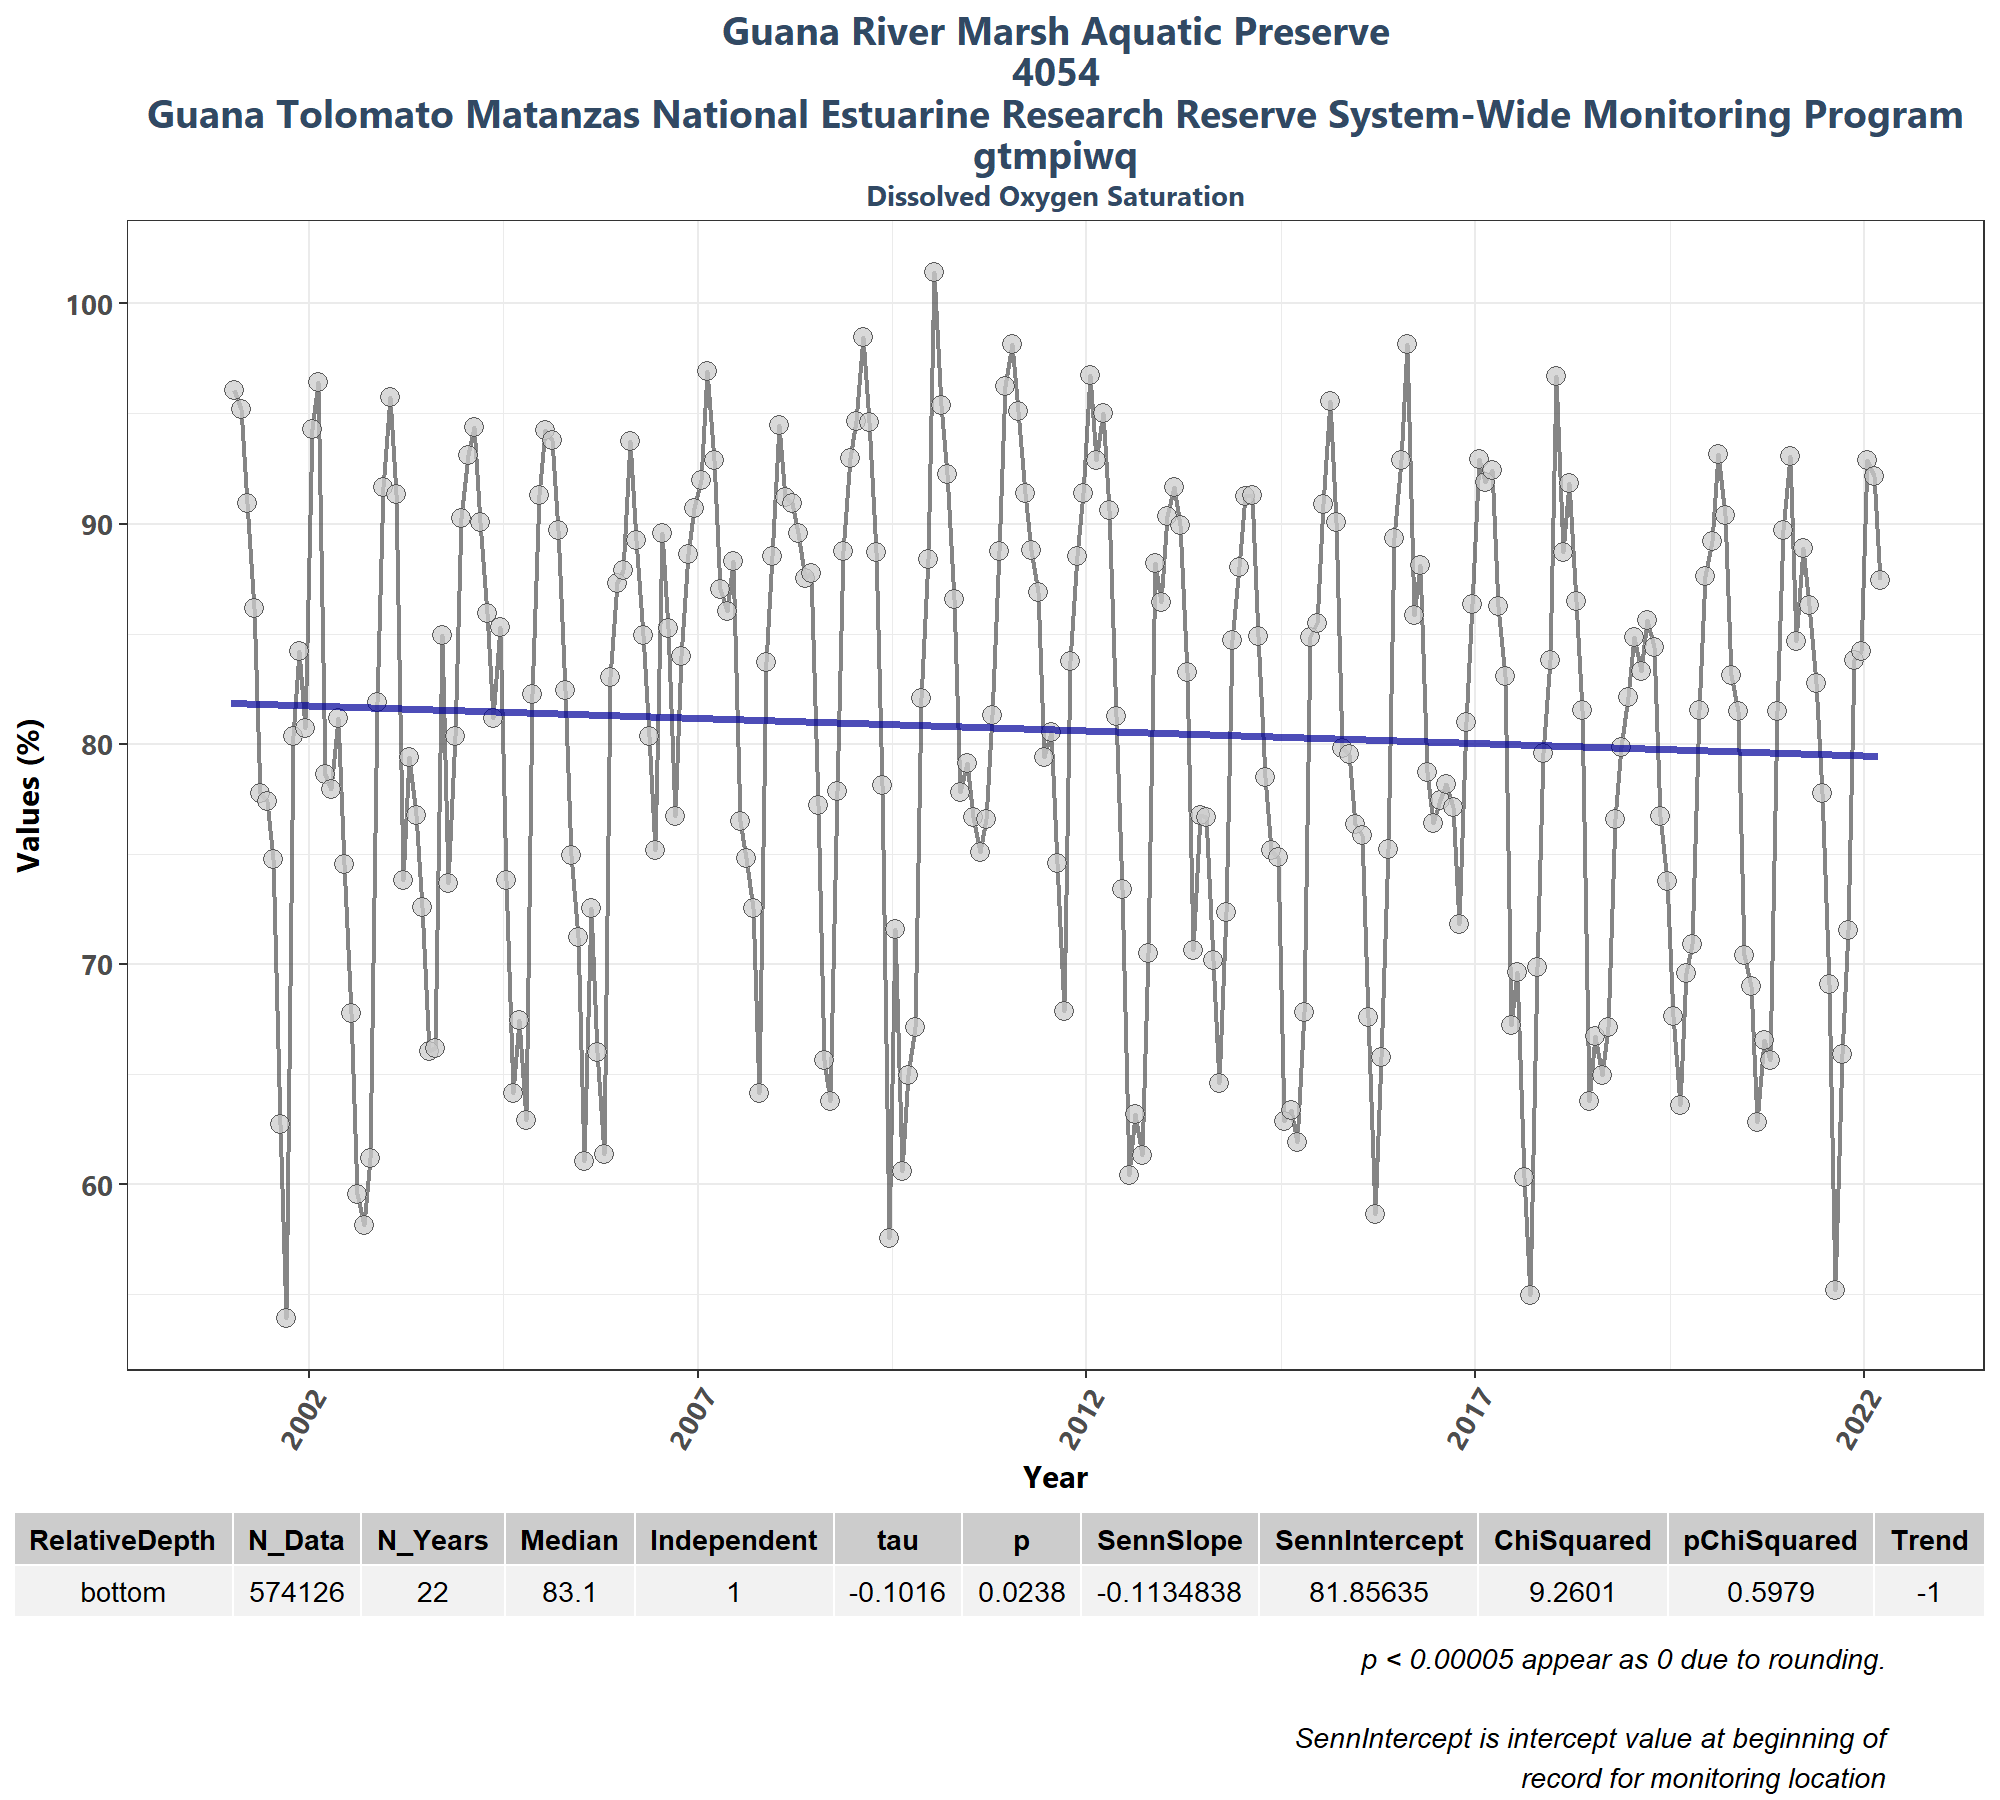 Guana River Marsh Aquatic Preserve
4054
Guana Tolomato Matanzas National Estuarine Research Reserve System-Wide Monitoring Program
gtmpiwq
Dissolved Oxygen Saturation
100
90
80
70
60
Values (%)
2002 2007 2012 2017 2022
Year
RelativeDepth N_Data N_Years Median Independent tau p SennSlope SennIntercept ChiSquared pChiSquared Trend
bottom 574126 22 83.1 1 -0.1016 0.0238 -0.1134838 81.85635 9.2601 0.5979 -1
p < 0.00005 appear as 0 due to rounding.
SennIntercept is intercept value at beginning of
record for monitoring location